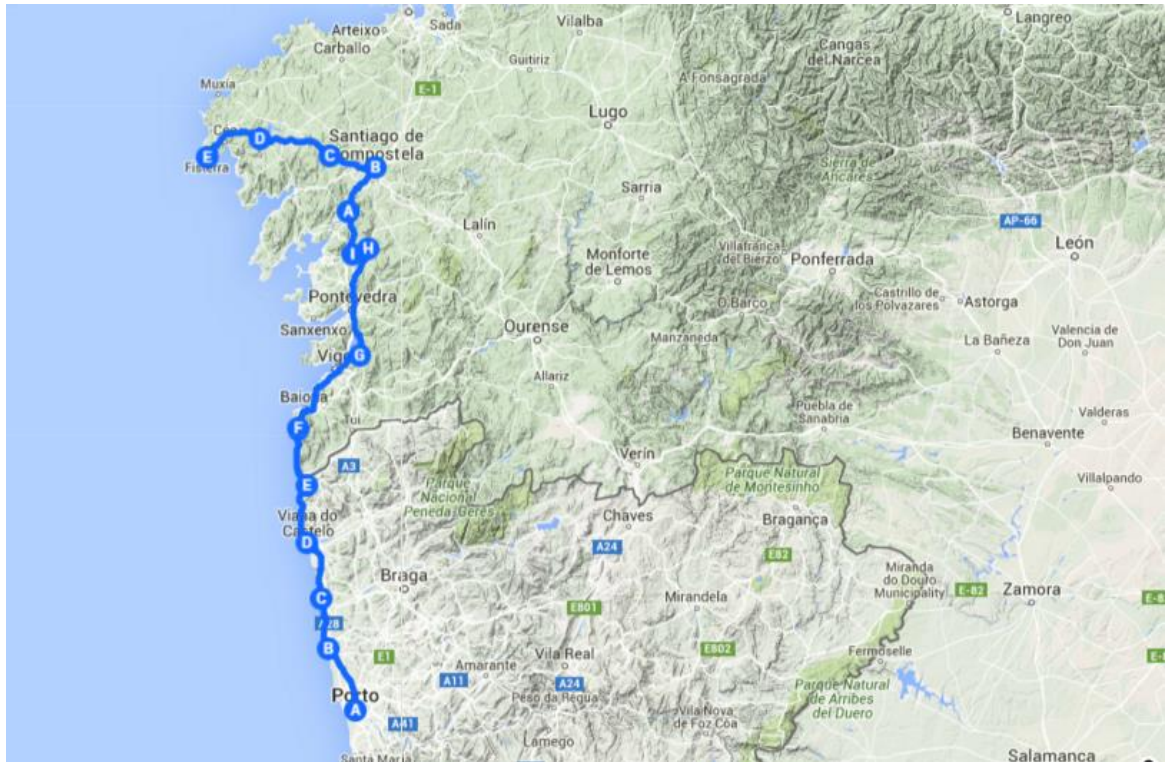 Arteixo
Sada
Vilalba
Langreo
Carballo
Guitiriz
Cangas
del Narcea
Muxía
E-1
A Fonsagrada
Lugo
D
Santiago de
C
ompostela
E
Fisterra
B
Sierra de
Ancares
Sarria
A
AP-66
Lalín
León
H
I
Villafranca
del Bierzo
Monforte
de Lemos
Ponferrada
Pontevedra
O Barco
Castrillo de
los Polvazares
Astorga
Sanxenxo
Ourense
Manzaneda
Valencia de
Don Juan
La Bañeza
G
Allariz
Baiona
Puebla de
Sanabria
Valderas
F
Tui
Benavente
Verín
A3
Parque Natural
de Montesinho
E
Parque
Nacional
Peneda-Gerês
Villalpando
Viana do
Castelo
Chaves
Bragança
D
A24
E82
Miranda
do Douro
Municipality
Braga
Mirandela
E-82
Zamora
E-8
C
E801
A28
B
E1
Vila Real
E802
Fermoselle
Amarante
A11
A24
Peso da Régua
Parque Natural
de Arribes
del Duero
Porto
A
A41
Vila Nova
de Foz Côa
Lamego
Santa Maria
Salamanca